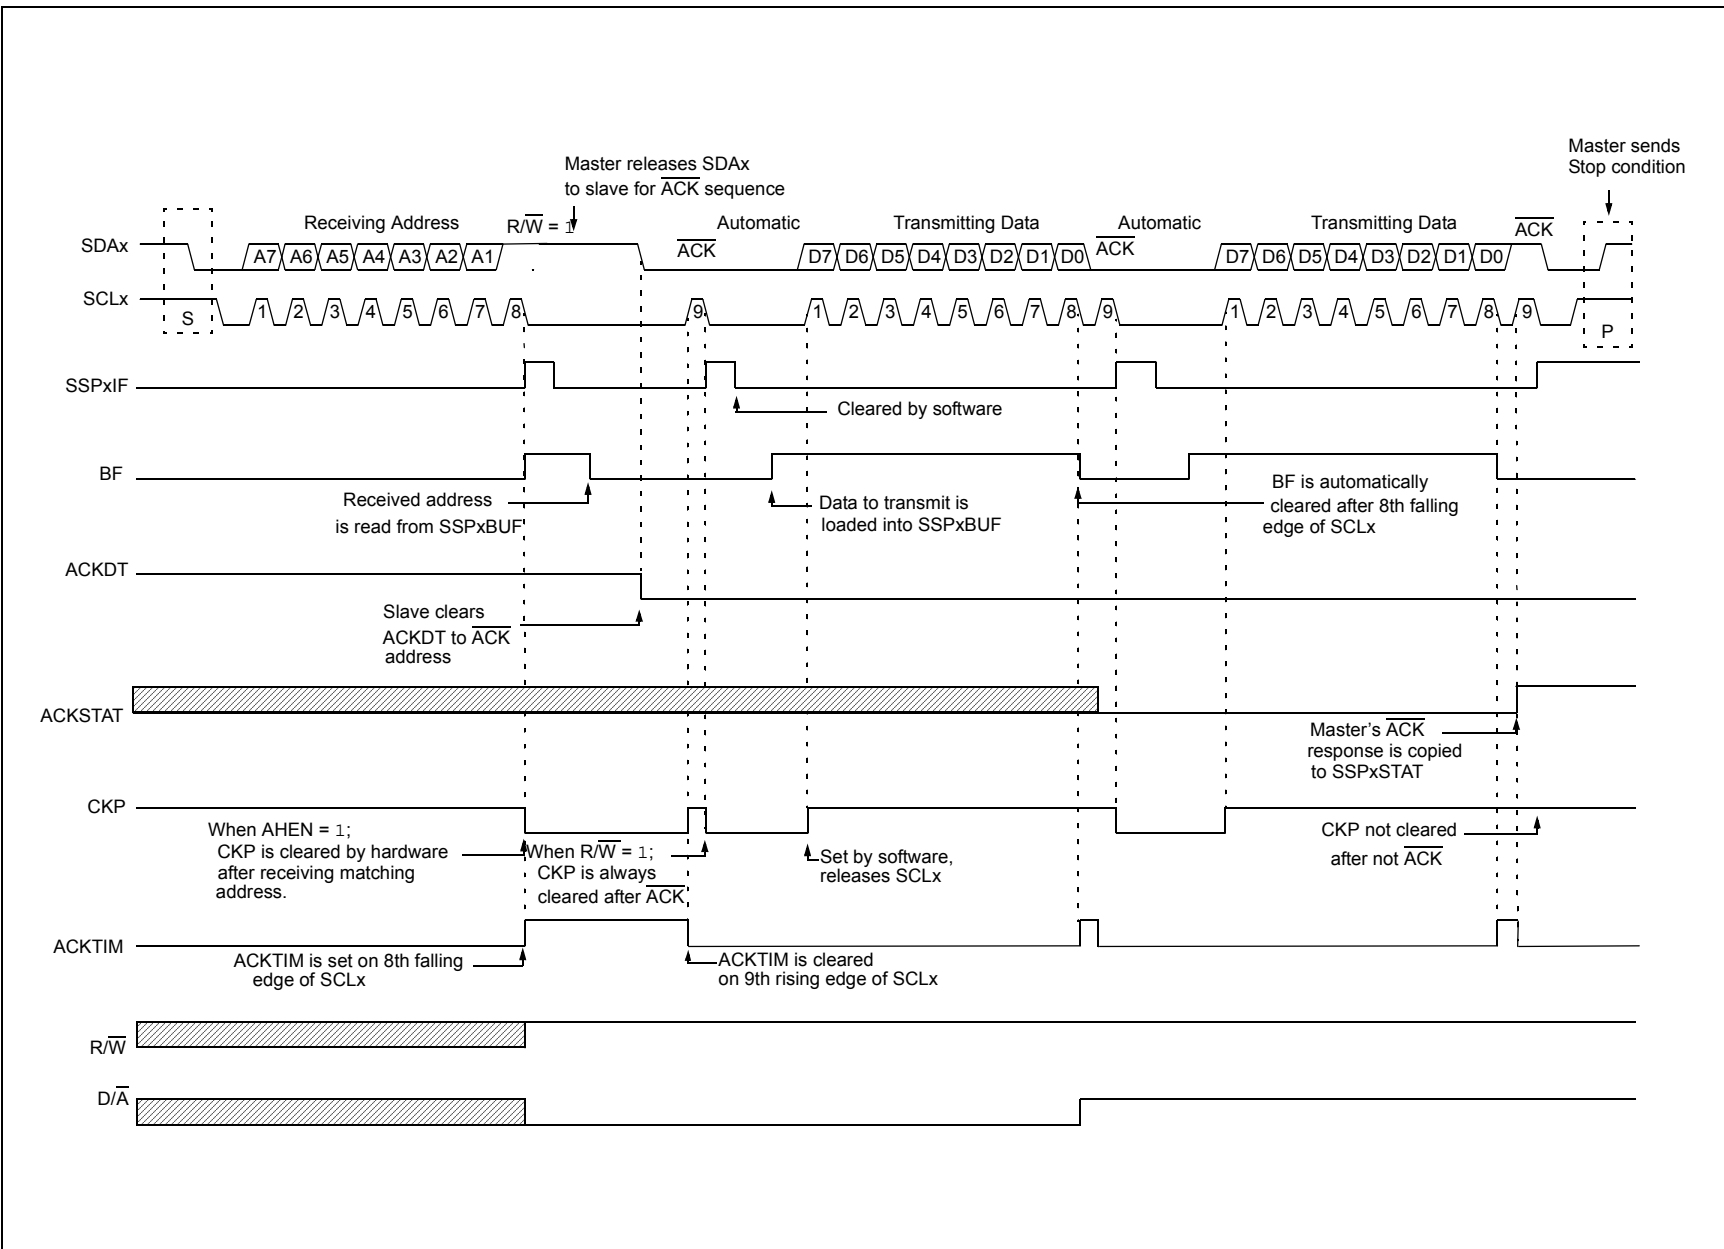 Master releases SDAx
to slave for ACK sequence
Master sends
Stop condition
Receiving Address
R/W = 1
Automatic
Transmitting Data
Automatic
Transmitting Data
ACK
SDAx
A7 A6 A5 A4 A3 A2 A1
ACK
D7 D6 D5 D4 D3 D2 D1 D0
ACK
D7 D6 D5 D4 D3 D2 D1 D0
SCLx
S
1 2 3 4 5 6 7 8 9 1 2 3 4 5 6 7 8 9 1 2 3 4 5 6 7 8 9
P
SSPxIF
Cleared by software
BF
Received address
is read from SSPxBUF
Data to transmit is
loaded into SSPxBUF
BF is automatically
cleared after 8th falling
edge of SCLx
ACKDT
Slave clears
ACKDT to ACK
address
ACKSTAT
Master's ACK
response is copied
to SSPxSTAT
CKP
When AHEN = 1;
CKP is cleared by hardware
after receiving matching
address.
When R/W = 1;
CKP is always
cleared after ACK
Set by software,
releases SCLx
CKP not cleared
after not ACK
ACKTIM
ACKTIM is set on 8th falling
edge of SCLx
ACKTIM is cleared
on 9th rising edge of SCLx
R/W
D/A